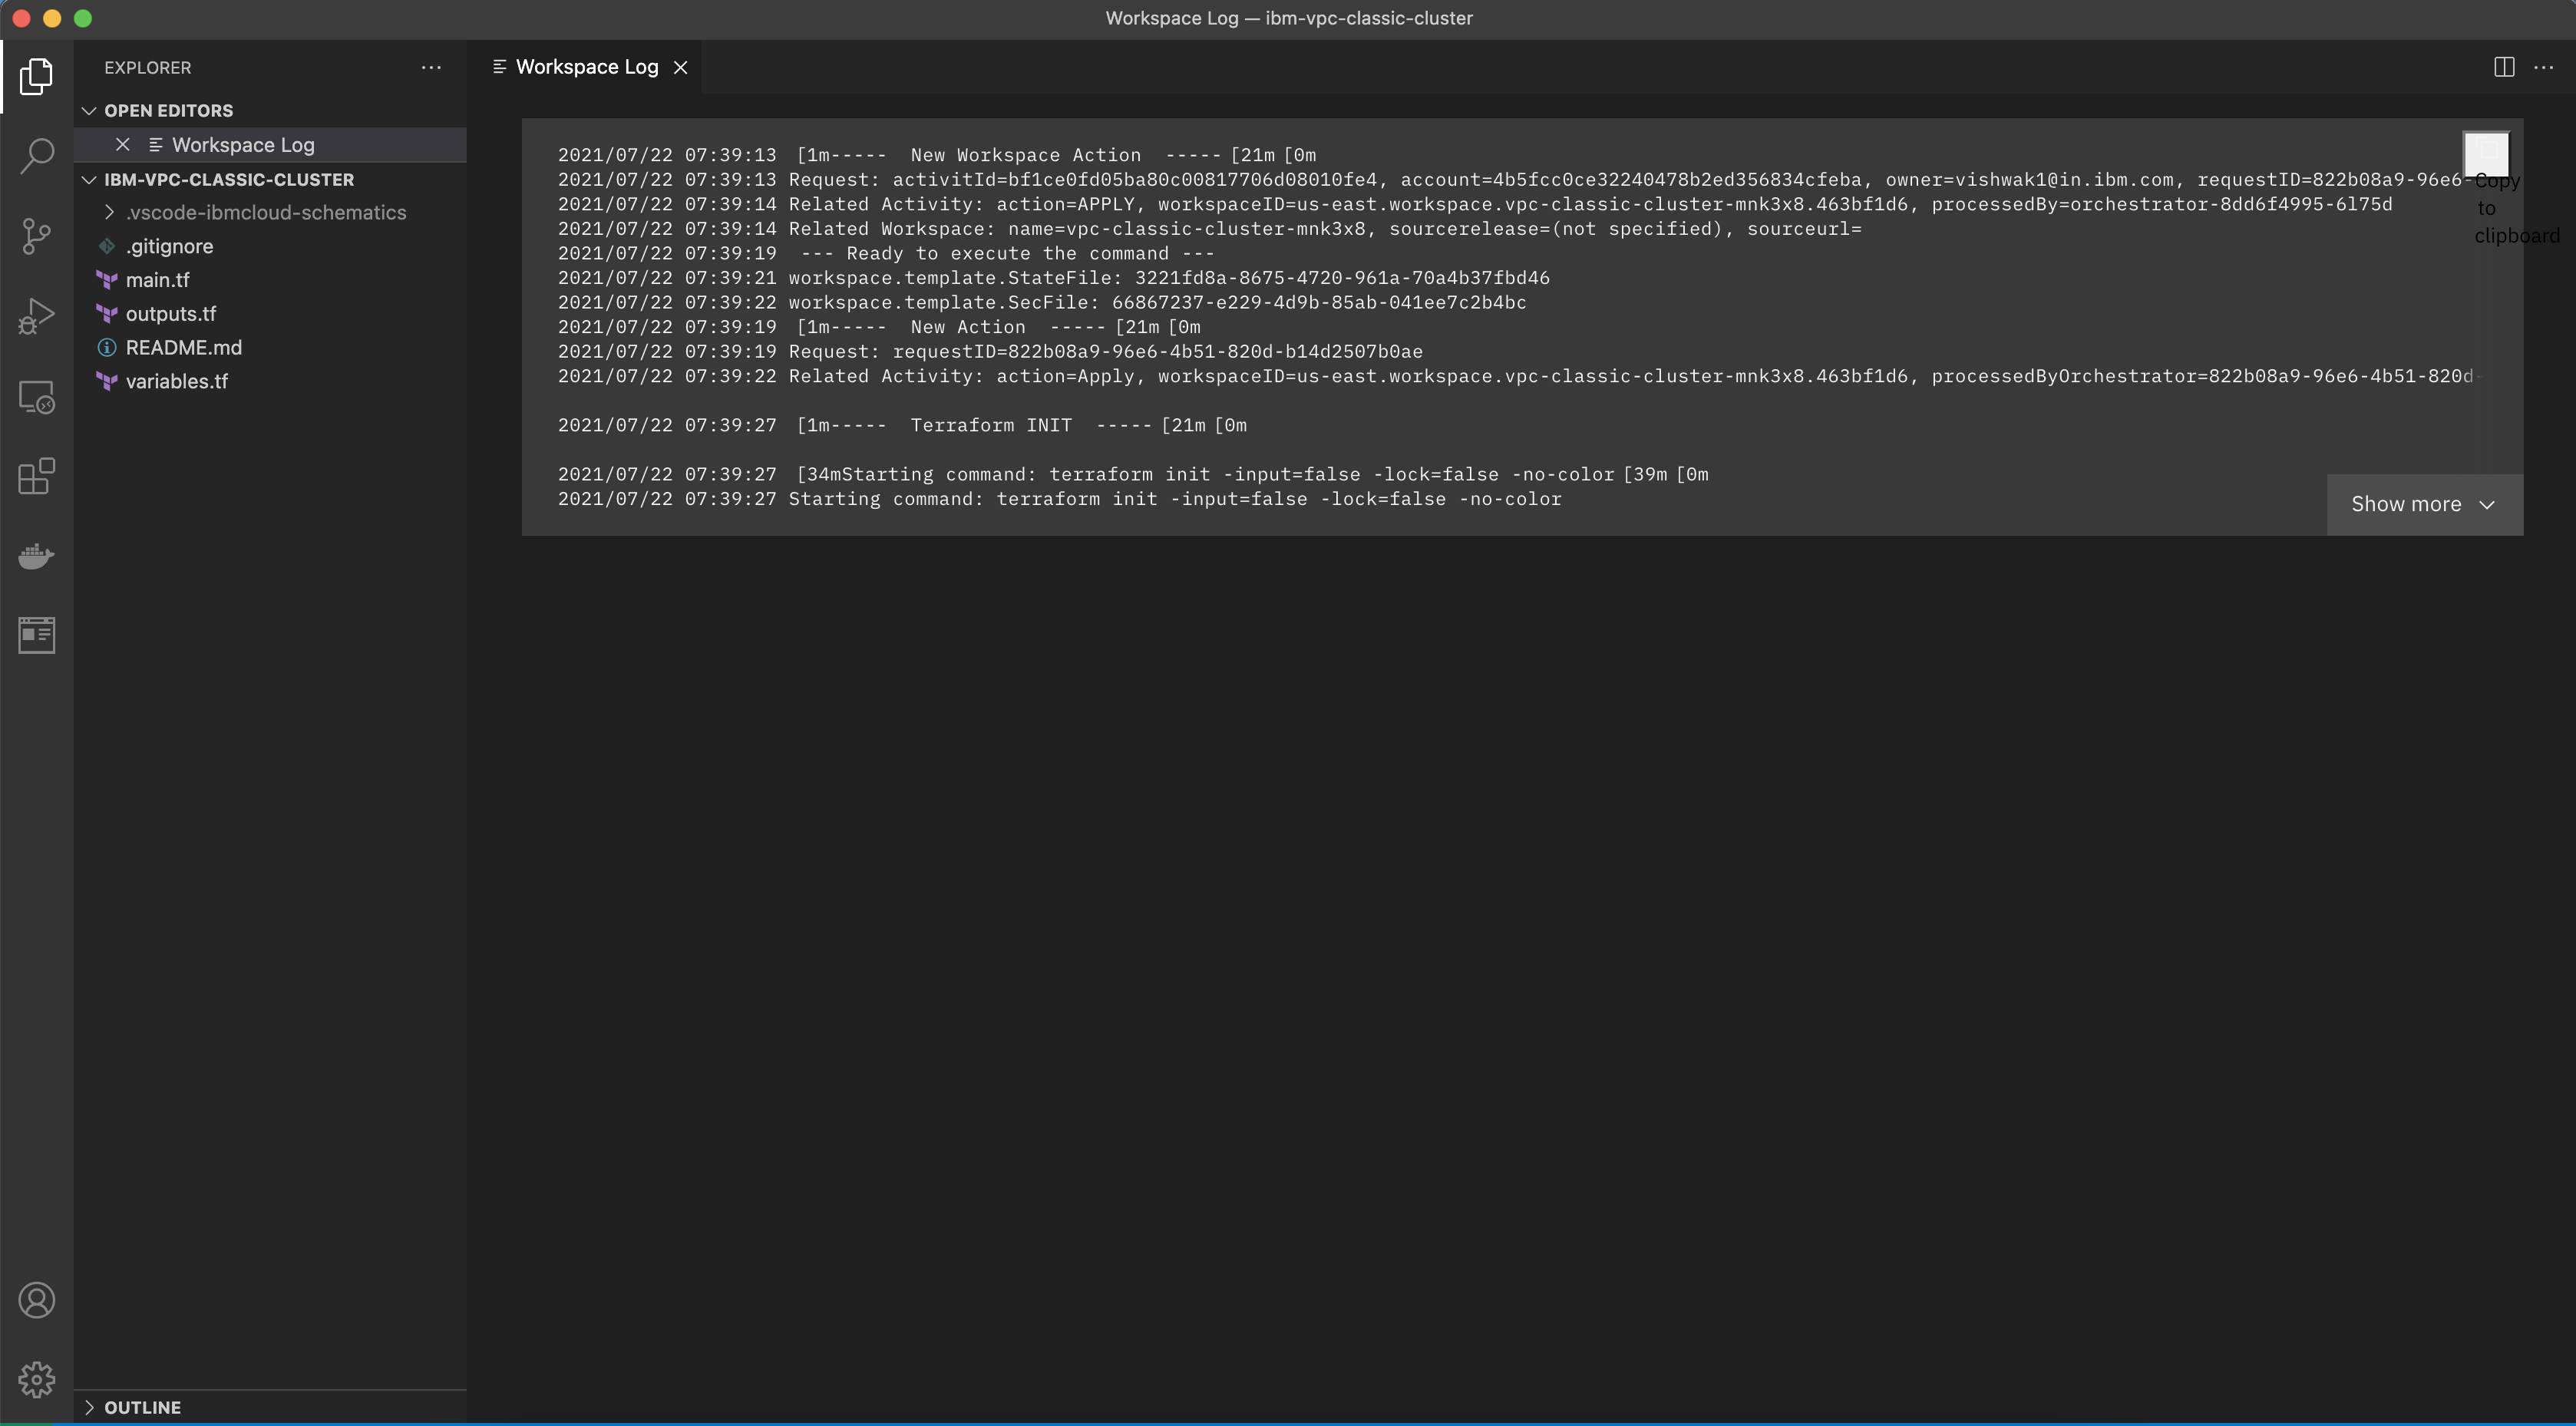 Workspace Log — ibm-vpc-classic-cluster
EXPLORER
OPEN EDITORS
Workspace Log
IBM-VPC-CLASSIC-CLUSTER
.vscode-ibmcloud-schematics
.gitignore
main.tf
outputs.tf
README.md
variables.tf
OUTLINE
Workspace Log
2021/07/22 07:39:13 [1m----- New Workspace Action ----- [21m [0m
2021/07/22 07:39:13 Request: activitId=bf1ce0fd05ba80c00817706d08010fe4, account=4b5fcc0ce32240478b2ed356834cfeba, owner=vishwak1@in.ibm.com, requestID=822b08a9-96e6-
2021/07/22 07:39:14 Related Activity: action=APPLY, workspaceID=us-east.workspace.vpc-classic-cluster-mnk3x8.463bf1d6, processedBy=orchestrator-8dd6f4995-6l75d
2021/07/22 07:39:14 Related Workspace: name=vpc-classic-cluster-mnk3x8, sourcerelease=(not specified), sourceurl=
2021/07/22 07:39:19 --- Ready to execute the command ---
2021/07/22 07:39:21 workspace.template.StateFile: 3221fd8a-8675-4720-961a-70a4b37fbd46
2021/07/22 07:39:22 workspace.template.SecFile: 66867237-e229-4d9b-85ab-041ee7c2b4bc
2021/07/22 07:39:19 [1m----- New Action ----- [21m [0m
2021/07/22 07:39:19 Request: requestID=822b08a9-96e6-4b51-820d-b14d2507b0ae
2021/07/22 07:39:22 Related Activity: action=Apply, workspaceID=us-east.workspace.vpc-classic-cluster-mnk3x8.463bf1d6, processedByOrchestrator=822b08a9-96e6-4b51-820d-
2021/07/22 07:39:27 [1m----- Terraform INIT ----- [21m [0m
2021/07/22 07:39:27 [34mStarting command: terraform init -input=false -lock=false -no-color [39m [0m
2021/07/22 07:39:27 Starting command: terraform init -input=false -lock=false -no-color
Copy
to
clipboard
Show more